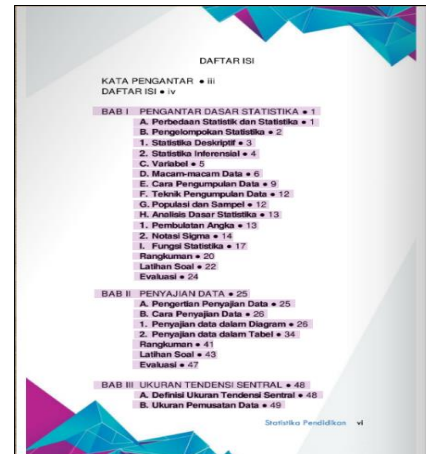 DAFTAR ISI
KATA PENGANTAR • iii
DAFTAR ISI • iv
BAB I PENGANTAR DASAR STATISTIKA • 1
A. Perbedaan Statistik dan Statistika • 1
B. Pengelompokan Statistika • 2
1. Statistika Deskriptif • 3
2. Statistika Inferensial • 4
C. Variabel • 5
D. Macam-macam Data • 6
E. Cara Pengumpulan Data • 9
F. Teknik Pengumpulan Data • 12
G. Populasi dan Sampel • 12
H. Analisis Dasar Statistika • 13
1. Pembulatan Angka • 13
2. Notasi Sigma • 14
I. Fungsi Statistika • 17
Rangkuman • 20
Latihan Soal • 22
Evaluasi • 24
BAB II PENYAJIAN DATA • 25
A. Pengertian Penyajian Data • 25
B. Cara Penyajian Data • 26
1. Penyajian data dalam Diagram • 26
2. Penyajian data dalam Tabel • 34
Rangkuman • 41
Latihan Soal • 43
Evaluasi • 47
BAB III UKURAN TENDENSI SENTRAL • 48
A. Definisi Ukuran Tendensi Sentral • 48
B. Ukuran Pemusatan Data • 49
Statistika Pendidikan vi